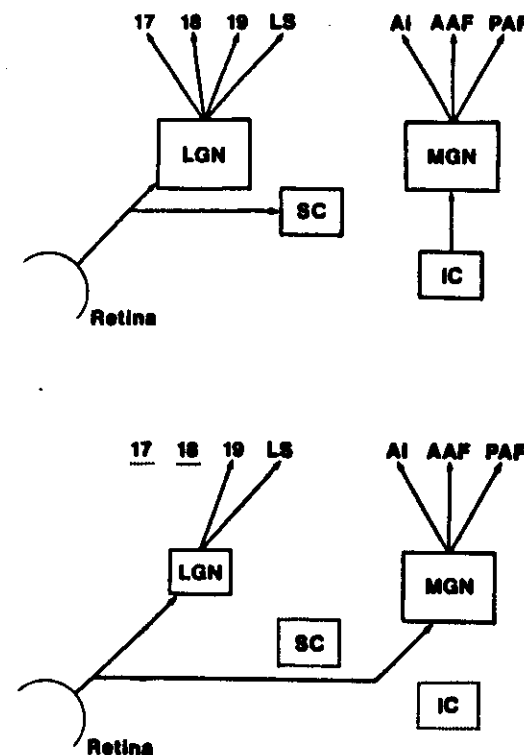 17 18 19 LS AI AAF PAF
LGN MGN
SC
IC
Retina
17 18 19 LS AI AAF PAF
LGN MGN
SC
IC
Retina